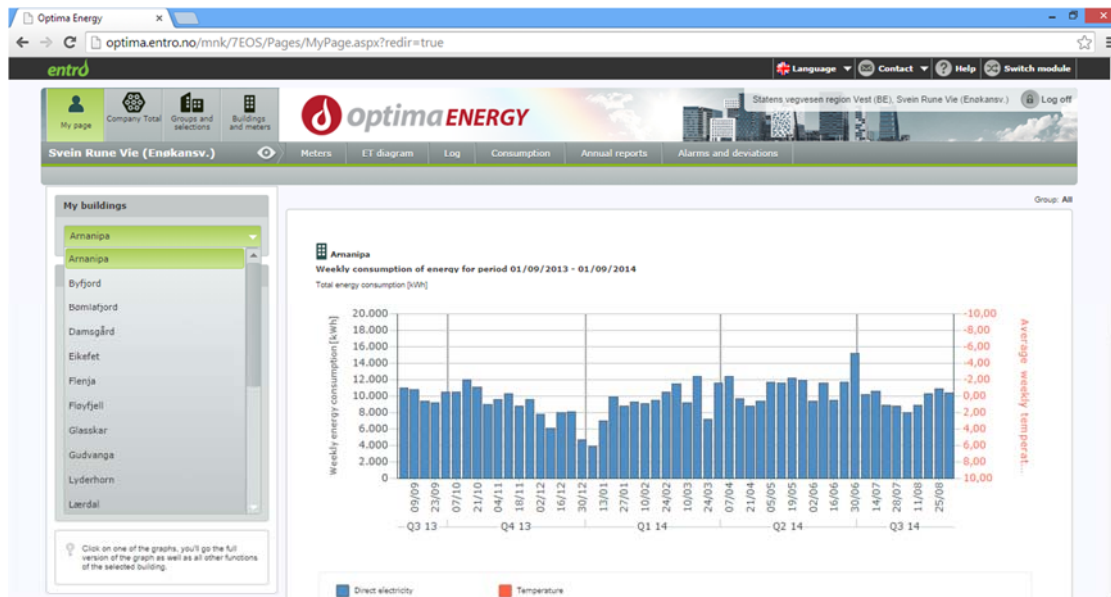 Optima Energy
optima.entro.no/mnk/7EOS/Pages/MyPage.aspx?redir=true
entro
Language Contact Help Switch module
My page Company Total Groups and selections Buildings and meters
Optima ENERGY
Statens vegvesen region Vest (BE), Svein Rune Vie (Enøkansv.) Log off
Svein Rune Vie (Enøkansv.)
Meters ET diagram Log Consumption Annual reports Alarms and deviations
Group: All
My buildings
Arnanipa
Arnanipa
Byfjord
Bømlafjord
Damsgård
Eikefet
Flenja
Fløyfjell
Glasskar
Gudvanga
Lyderhorn
Lærdal
Click on one of the graphs, you'll go the full
version of the graph as well as all other functions
of the selected building.
Arnanipa
Weekly consumption of energy for period 01/09/2013 - 01/09/2014
Total energy consumption [kWh]
Weekly energy consumption [kWh]
20.000
18.000
16.000
14.000
12.000
10.000
8.000
6.000
4.000
2.000
0
-10,00
-8,00
-6,00
-4,00
-2,00
0,00
2,00
4,00
6,00
8,00
10,00
Average weekly temperat...
09/09 23/09 07/10 21/10 04/11 18/11 02/12 16/12 30/12 13/01 27/01 10/02 24/02 10/03 24/03 07/04 21/04 05/05 19/05 02/06 16/06 30/06 14/07 28/07 11/08 25/08
Q3 13 Q4 13 Q1 14 Q2 14 Q3 14
Direct electricity Temperature